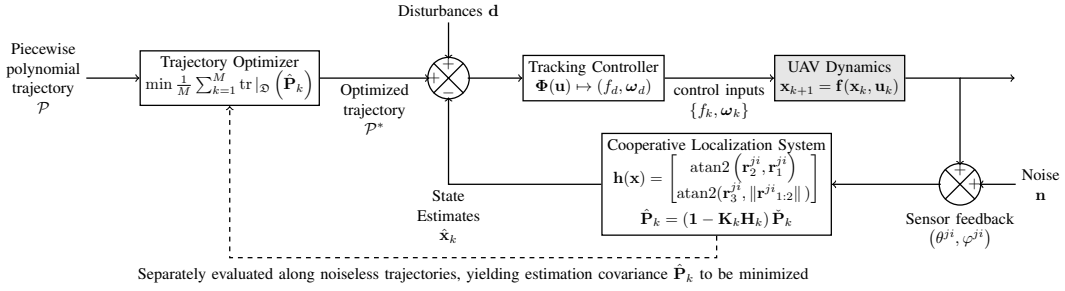 Disturbances d
Piecewise
polynomial
trajectory
𝒫
Trajectory Optimizer
min 1/M ∑_{k=1}^{M} tr |_𝔇 (P̂_k)
Optimized
trajectory
𝒫*
+
+
−
Tracking Controller
Φ(u) ↦ (f_d, ω_d)
control inputs
{f_k, ω_k}
UAV Dynamics
x_{k+1} = f(x_k, u_k)
Cooperative Localization System
h(x) = [ atan2 (r_2^{ji}, r_1^{ji})
atan2(r_3^{ji}, ‖r^{ji}_{1:2}‖) ]
P̂_k = (1 − K_k H_k) P̌_k
+
+
Noise
n
Sensor feedback
(θ^{ji}, φ^{ji})
State
Estimates
x̂_k
Separately evaluated along noiseless trajectories, yielding estimation covariance P̂_k to be minimized